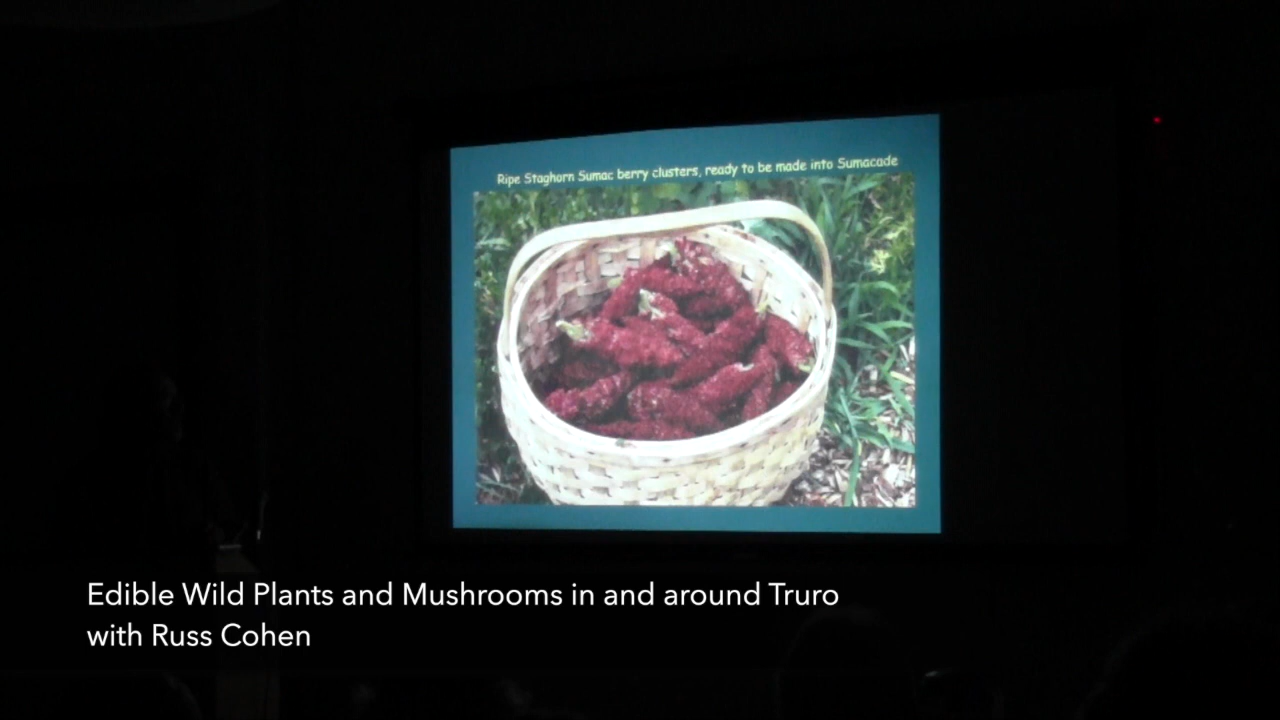 Ripe Staghorn Sumac berry clusters, ready to be made into Sumacade
Edible Wild Plants and Mushrooms in and around Truro
with Russ Cohen